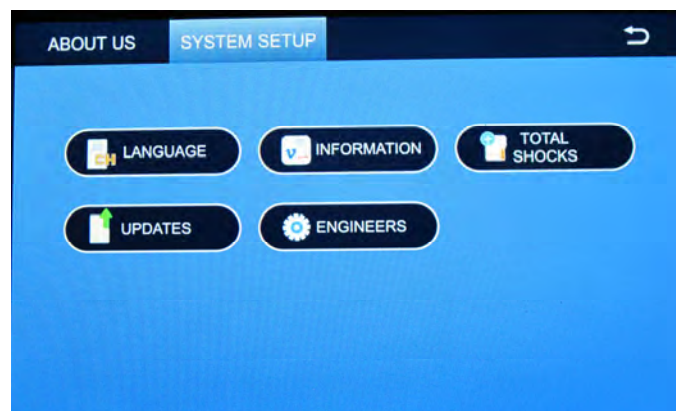 ABOUT US
SYSTEM SETUP
LANGUAGE
INFORMATION
TOTAL
SHOCKS
UPDATES
ENGINEERS